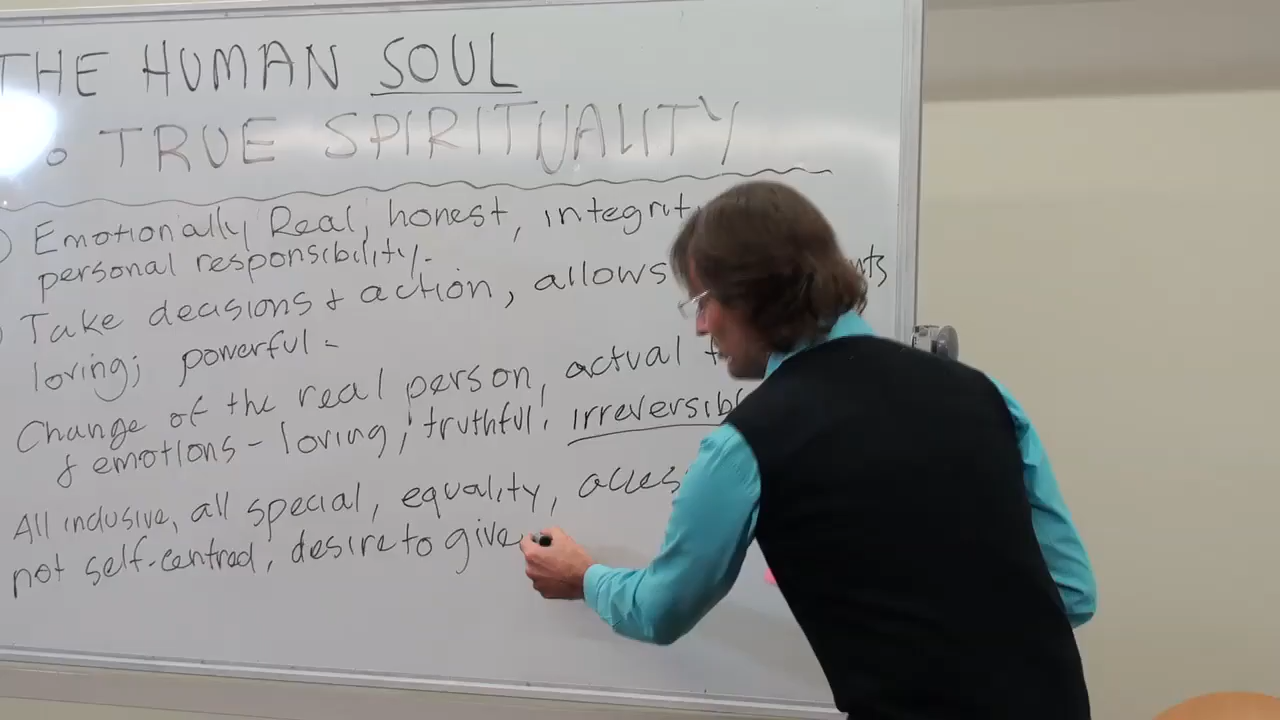 THE HUMAN SOUL
o TRUE SPIRITUALITY
Emotionally Real, honest, integrity
personal responsibility.
Take decisions & action, allows
loving; powerful.
Change of the real person, actual
& emotions - loving; truthful. irreversib
All inclusive, all special, equality,
not self-centred, desire to give